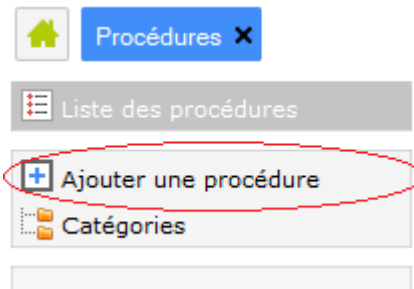 Procédures
Liste des procédures
Ajouter une procédure
Catégories